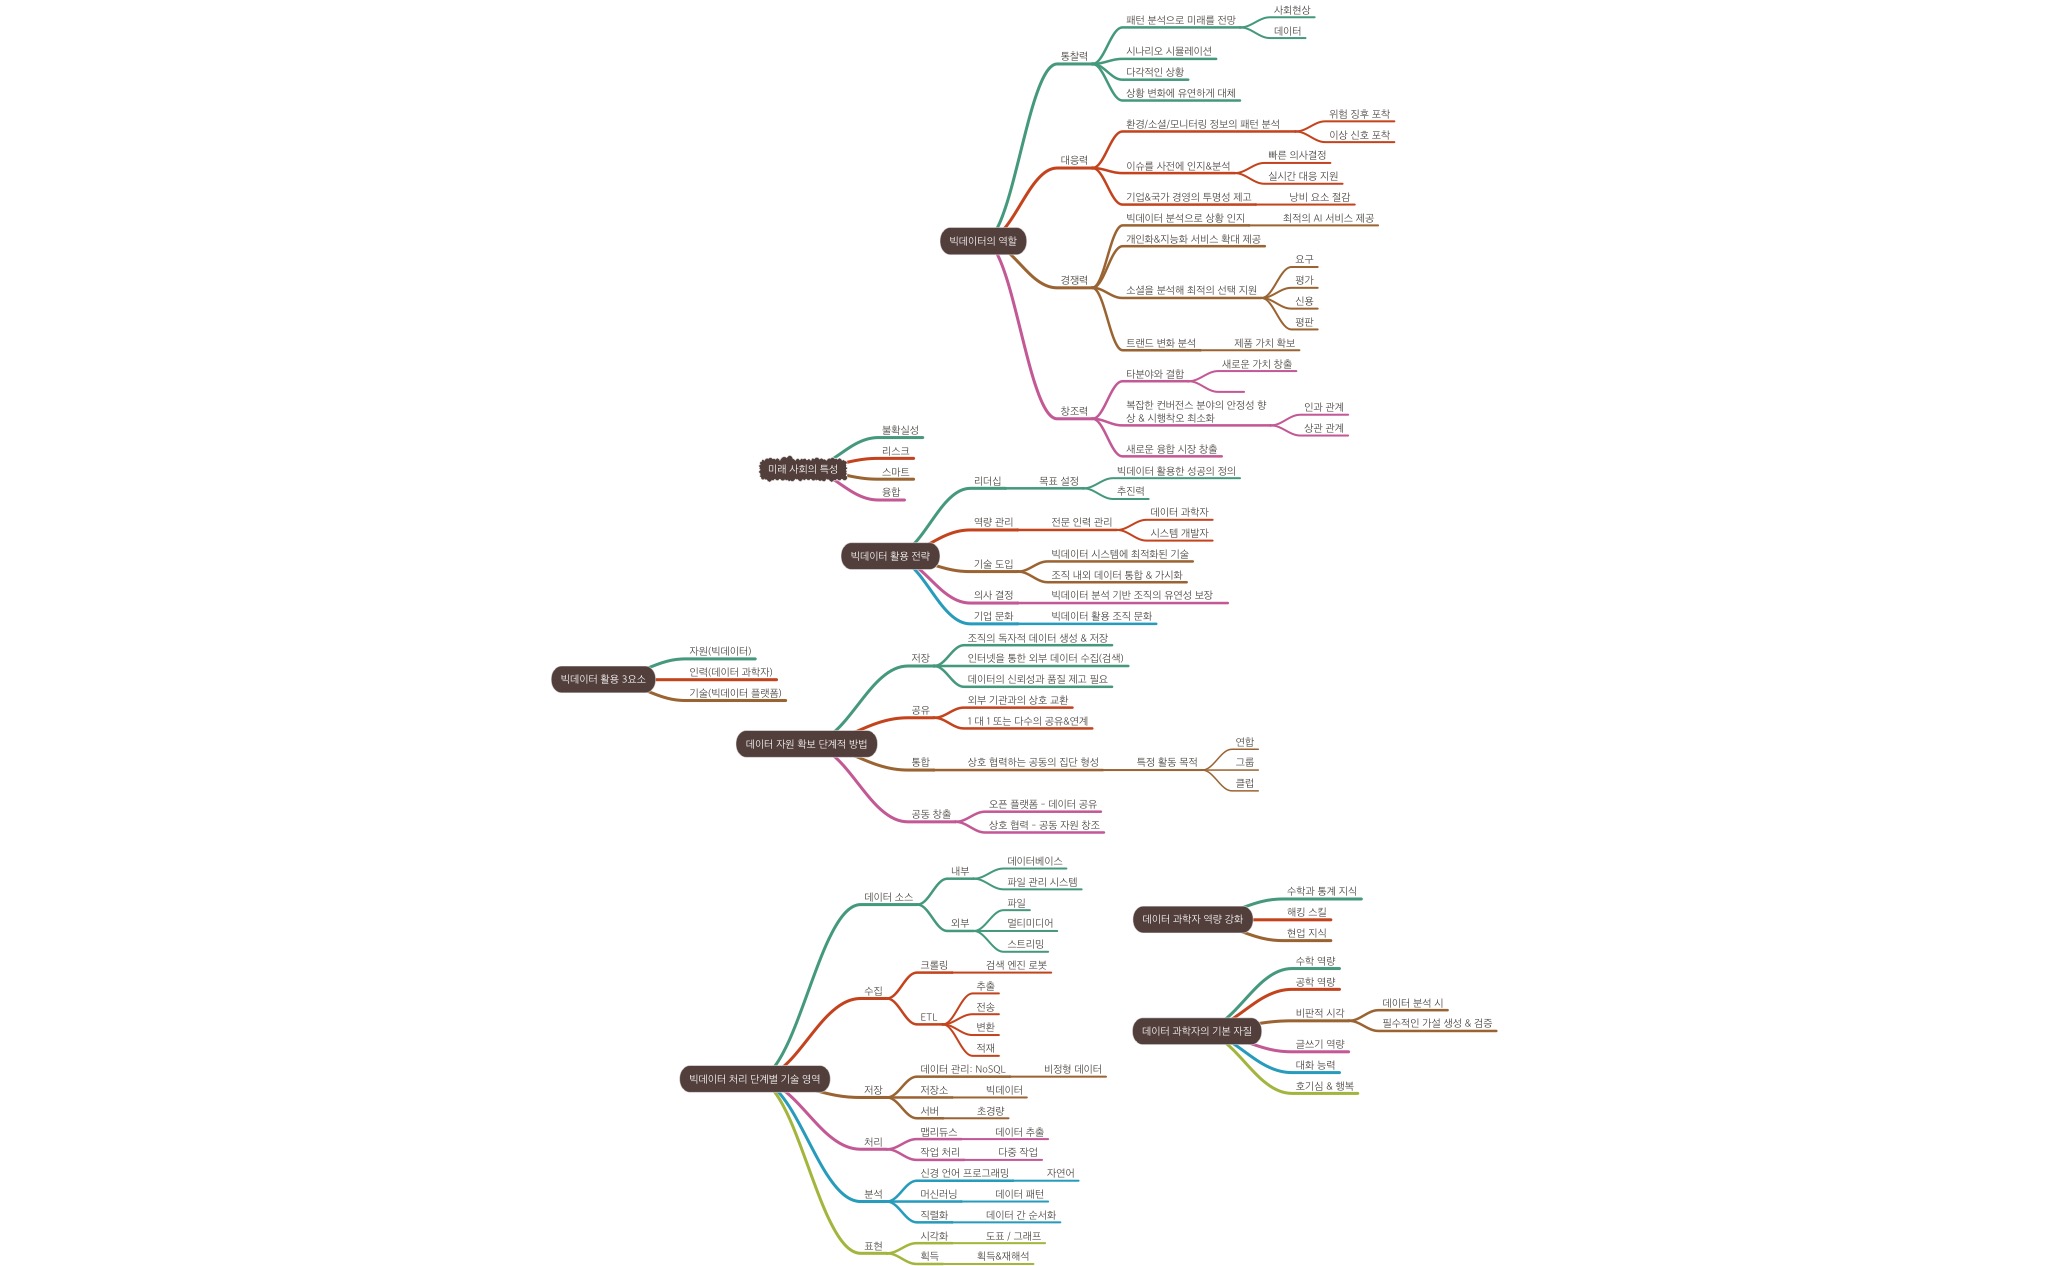 빅데이터의 역할
통찰력
패턴 분석으로 미래를 전망
사회현상
데이터
시나리오 시뮬레이션
다각적인 상황
상황 변화에 유연하게 대체
대응력
환경/소셜/모니터링 정보의 패턴 분석
위험 징후 포착
이상 신호 포착
이슈를 사전에 인지&분석
빠른 의사결정
실시간 대응 지원
기업&국가 경영의 투명성 제고
낭비 요소 절감
경쟁력
빅데이터 분석으로 상황 인지
최적의 AI 서비스 제공
개인화&지능화 서비스 확대 제공
소셜을 분석해 최적의 선택 지원
요구
평가
신용
평판
트랜드 변화 분석
제품 가치 확보
창조력
타분야와 결합
새로운 가치 창출
복잡한 컨버전스 분야의 안정성 향
상 & 시행착오 최소화
인과 관계
상관 관계
새로운 융합 시장 창출
미래 사회의 특성
불확실성
리스크
스마트
융합
빅데이터 활용 전략
리더십
목표 설정
빅데이터 활용한 성공의 정의
추진력
역량 관리
전문 인력 관리
데이터 과학자
시스템 개발자
기술 도입
빅데이터 시스템에 최적화된 기술
조직 내외 데이터 통합 & 가시화
의사 결정
빅데이터 분석 기반 조직의 유연성 보장
기업 문화
빅데이터 활용 조직 문화
빅데이터 활용 3요소
자원(빅데이터)
인력(데이터 과학자)
기술(빅데이터 플랫폼)
데이터 자원 확보 단계적 방법
저장
조직의 독자적 데이터 생성 & 저장
인터넷을 통한 외부 데이터 수집(검색)
데이터의 신뢰성과 품질 제고 필요
공유
외부 기관과의 상호 교환
1 대 1 또는 다수의 공유&연계
통합
상호 협력하는 공동의 집단 형성
특정 활동 목적
연합
그룹
클럽
공동 창출
오픈 플랫폼 - 데이터 공유
상호 협력 - 공동 자원 창조
빅데이터 처리 단계별 기술 영역
데이터 소스
내부
데이터베이스
파일 관리 시스템
외부
파일
멀티미디어
스트리밍
수집
크롤링
검색 엔진 로봇
ETL
추출
전송
변환
적재
저장
데이터 관리: NoSQL
비정형 데이터
저장소
빅데이터
서버
초경량
처리
맵리듀스
데이터 추출
작업 처리
다중 작업
분석
신경 언어 프로그래밍
자연어
머신러닝
데이터 패턴
직렬화
데이터 간 순서화
표현
시각화
도표 / 그래프
획득
획득&재해석
데이터 과학자 역량 강화
수학과 통계 지식
해킹 스킬
현업 지식
데이터 과학자의 기본 자질
수학 역량
공학 역량
비판적 시각
데이터 분석 시
필수적인 가설 생성 & 검증
글쓰기 역량
대화 능력
호기심 & 행복